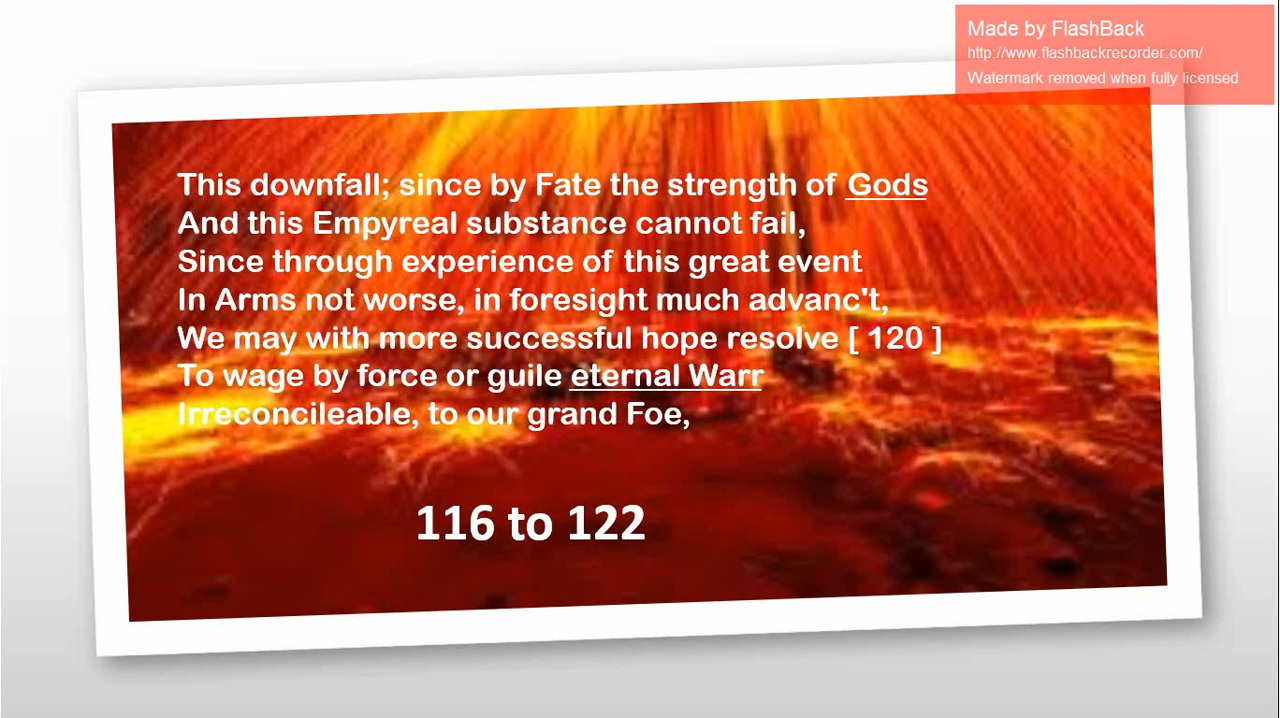 Made by FlashBack
http://www.flashbackrecorder.com/
Watermark removed when fully licensed
This downfall; since by Fate the strength of Gods
And this Empyreal substance cannot fail,
Since through experience of this great event
In Arms not worse, in foresight much advanc't,
We may with more successful hope resolve [ 120 ]
To wage by force or guile eternal Warr
Irreconcileable, to our grand Foe,
116 to 122